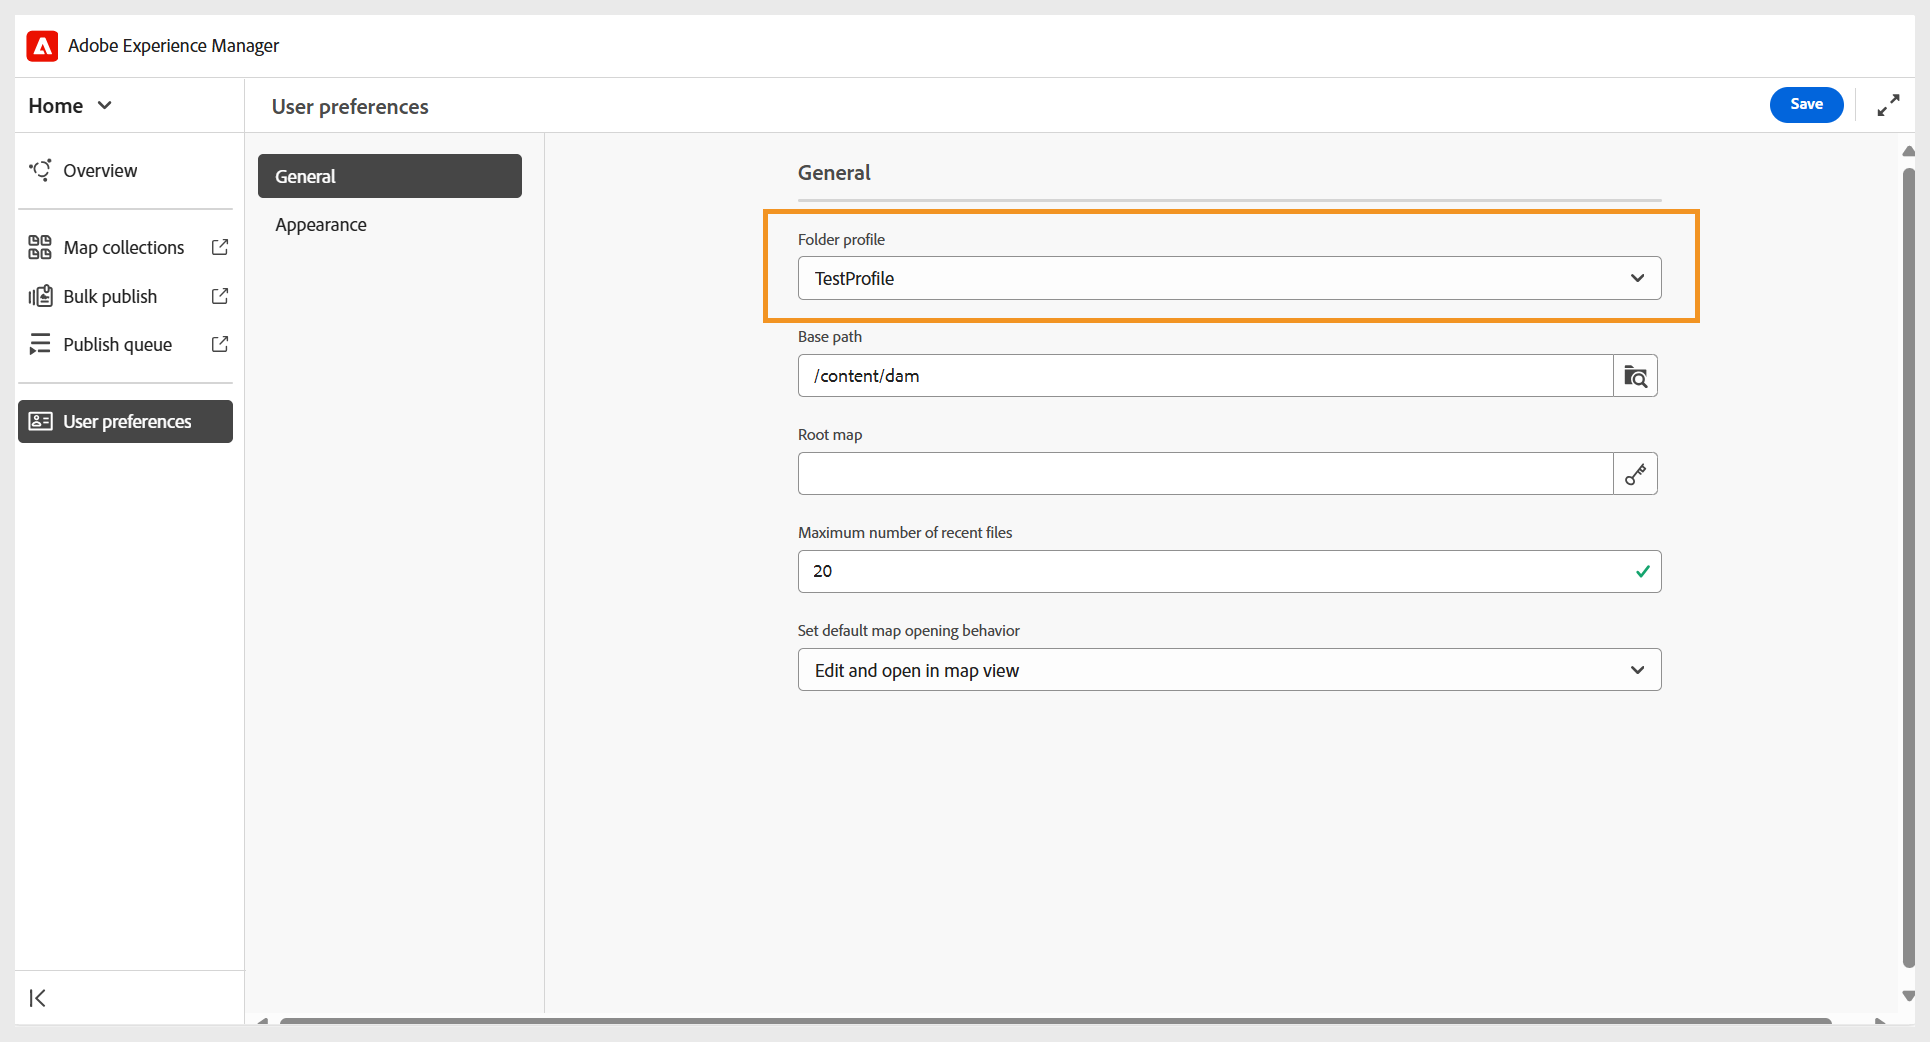 Adobe Experience Manager
Home
User preferences
Save
Overview
Map collections
Bulk publish
Publish queue
User preferences
General
Appearance
General
Folder profile
TestProfile
Base path
/content/dam
Root map
Maximum number of recent files
20
Set default map opening behavior
Edit and open in map view